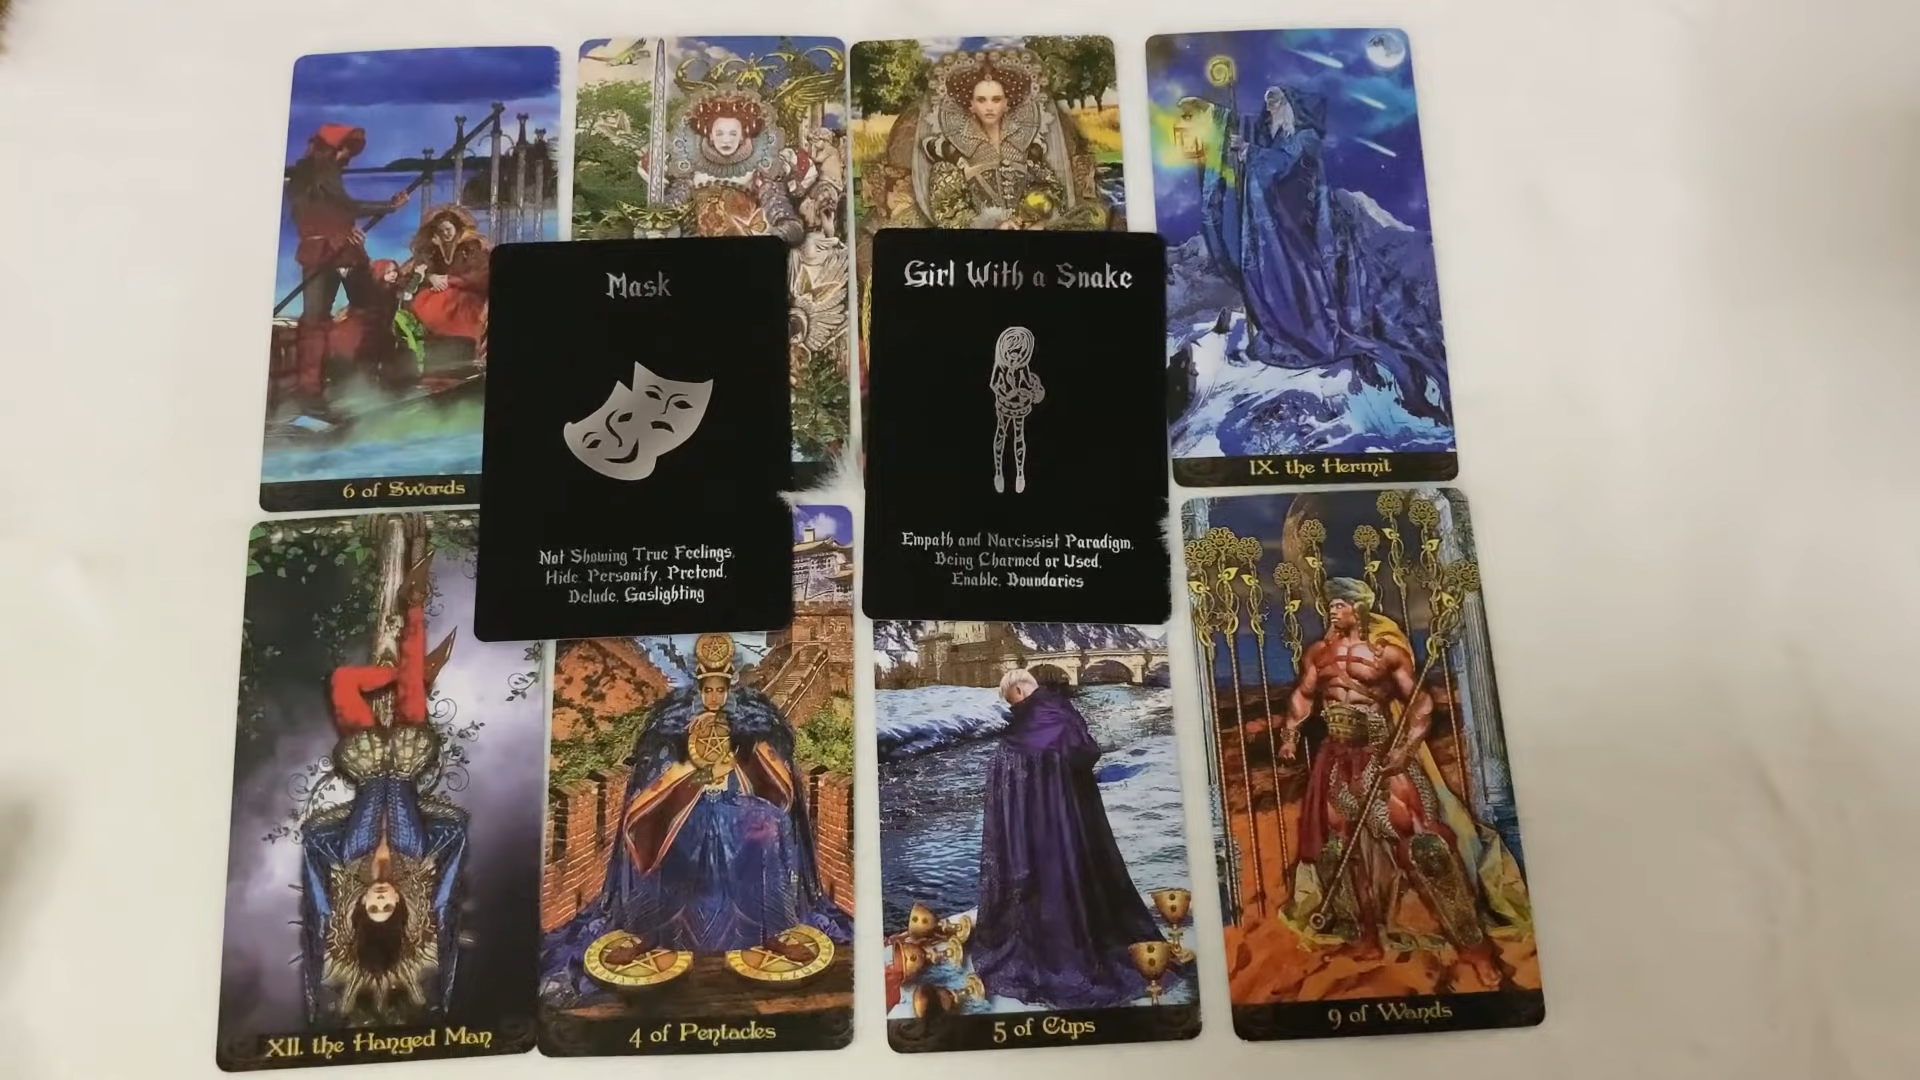 6 of Swords
IX. the Hermit
Mask
Not Showing True Feelings,
Hide, Personify, Pretend,
Delude, Gaslighting
Girl With a Snake
Empath and Narcissist Paradigm,
Being Charmed or Used,
Enable, Boundaries
XII. the Hanged Man
4 of Pentacles
5 of Cups
9 of Wands